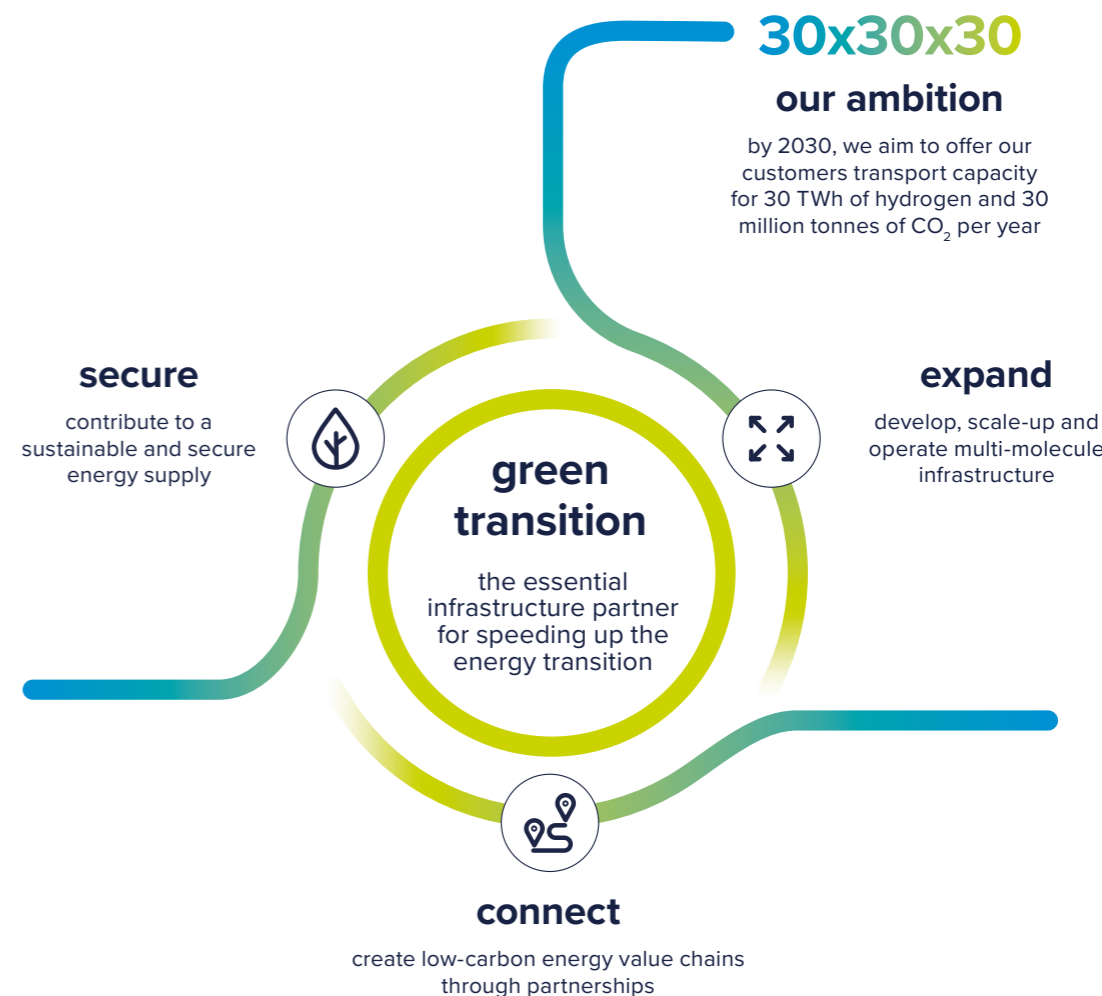 30x30x30
our ambition
by 2030, we aim to offer our
customers transport capacity
for 30 TWh of hydrogen and 30
million tonnes of CO₂ per year
secure
contribute to a
sustainable and secure
energy supply
expand
develop, scale-up and
operate multi-molecule
infrastructure
green
transition
the essential
infrastructure partner
for speeding up the
energy transition
connect
create low-carbon energy value chains
through partnerships